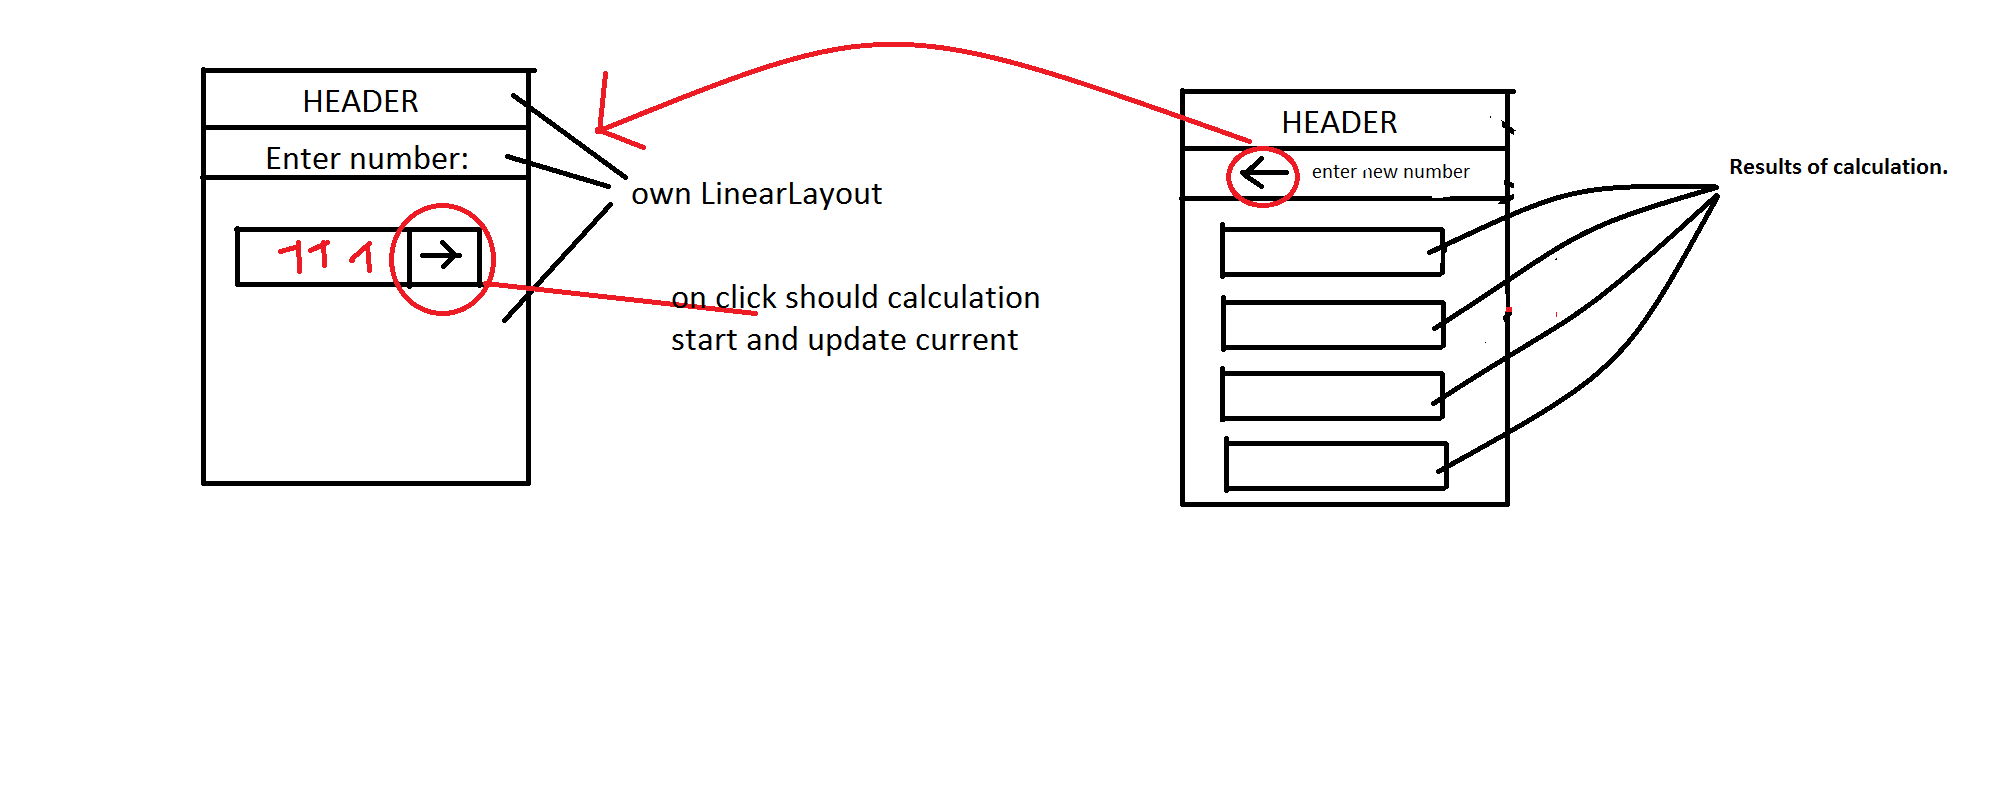 HEADER
Enter number:
111
own LinearLayout
on click should calculation
start and update current
HEADER
enter new number
Results of calculation.